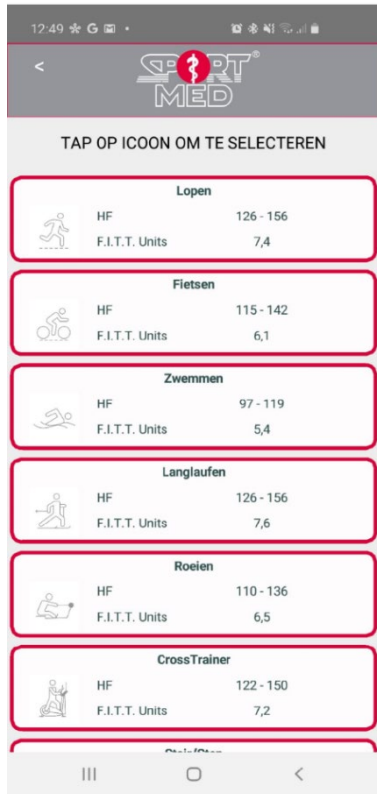 12:49 G
<
SPORT®
MED
TAP OP ICOON OM TE SELECTEREN
Lopen
HF 126 - 156
F.I.T.T. Units 7,4
Fietsen
HF 115 - 142
F.I.T.T. Units 6,1
Zwemmen
HF 97 - 119
F.I.T.T. Units 5,4
Langlaufen
HF 126 - 156
F.I.T.T. Units 7,6
Roeien
HF 110 - 136
F.I.T.T. Units 6,5
CrossTrainer
HF 122 - 150
F.I.T.T. Units 7,2